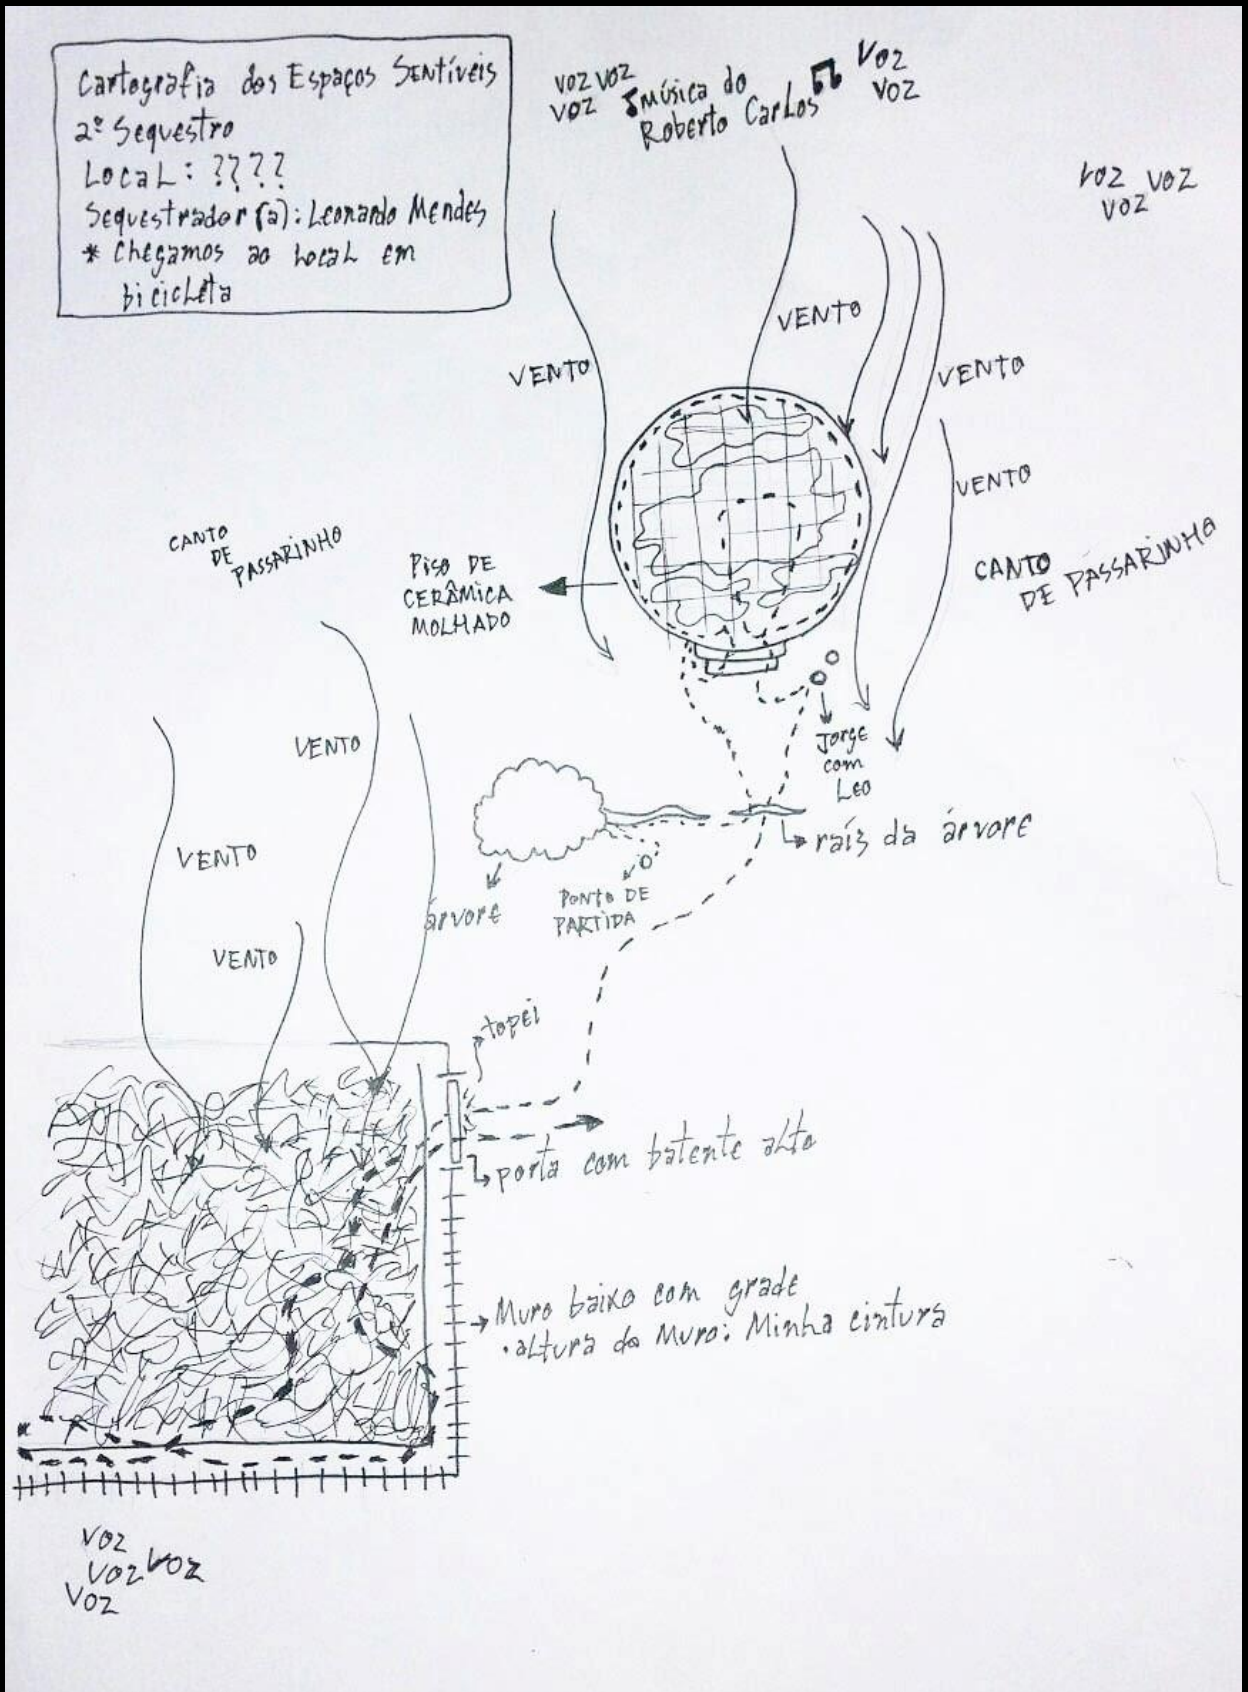 Cartografia dos Espaços Sentíveis
2º Sequestro
Local: ????
Sequestrador(a): Leonardo Mendes
* Chegamos ao local em
bicicleta
VOZ VOZ
VOZ
música do
Roberto Carlos
VOZ
VOZ
VOZ VOZ
VOZ
VENTO
VENTO
VENTO
VENTO
CANTO
DE
PASSARINHO
PISO DE
CERÂMICA
MOLHADO
CANTO
DE PASSARINHO
VENTO
Jorge
com
Leo
raís da árvore
VENTO
árvore
PONTO DE
PARTIDA
VENTO
topei
porta com batente alto
Muro baixo com grade
• altura do Muro: Minha cintura
VOZ
VOZ VOZ
VOZ